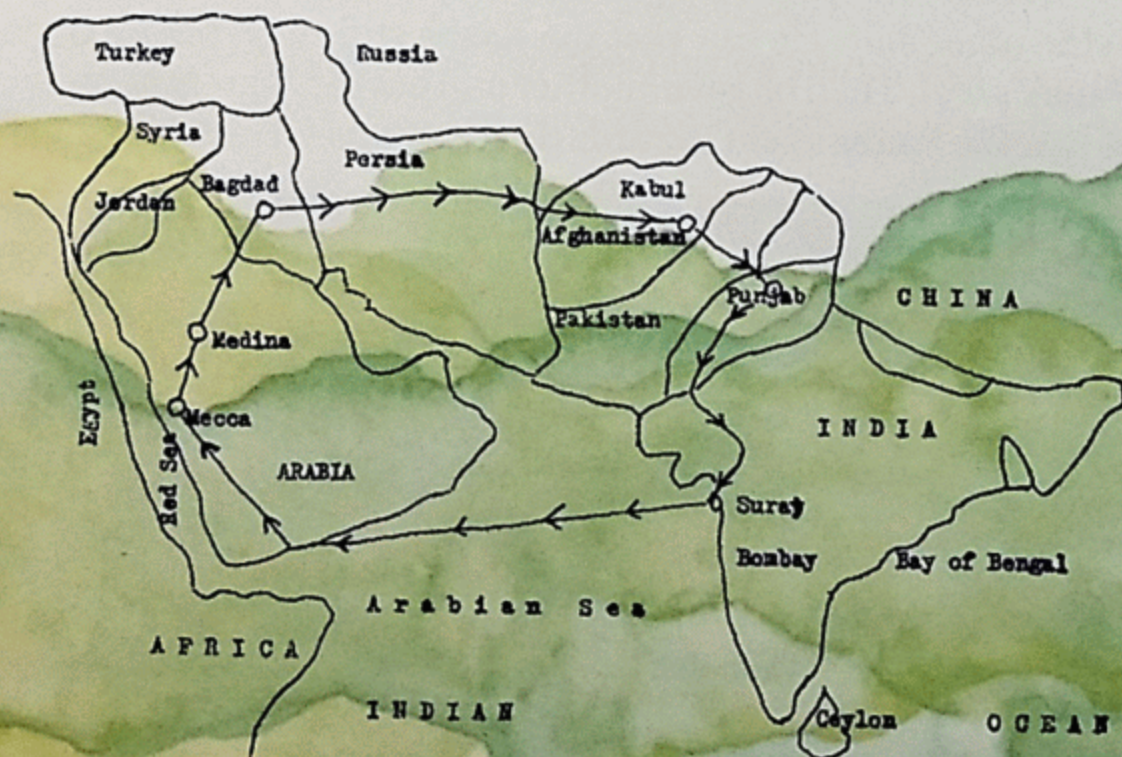 Turkey
Russia
Syria
Persia
Bagdad
Kabul
Jordan
Afghanistan
Punjab
CHINA
Pakistan
Medina
Egypt
Mecca
INDIA
Red Sea
ARABIA
Surat
Bombay
Bay of Bengal
Arabian Sea
AFRICA
INDIAN
Ceylon
OCEAN